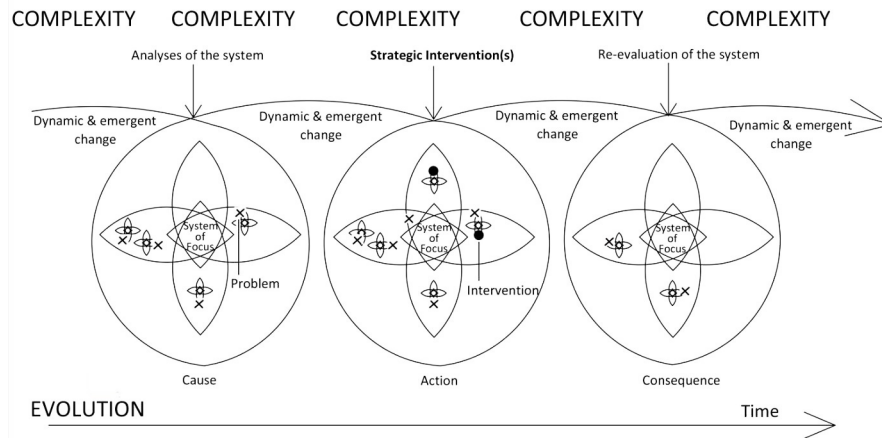 COMPLEXITY COMPLEXITY COMPLEXITY COMPLEXITY COMPLEXITY
Analyses of the system
Strategic Intervention(s)
Re-evaluation of the system
Dynamic & emergent
change
Dynamic & emergent
change
Dynamic & emergent
change
Dynamic & emergent
change
System
of
Focus
Problem
System
of
Focus
Intervention
System
of
Focus
Cause
Action
Consequence
EVOLUTION
Time